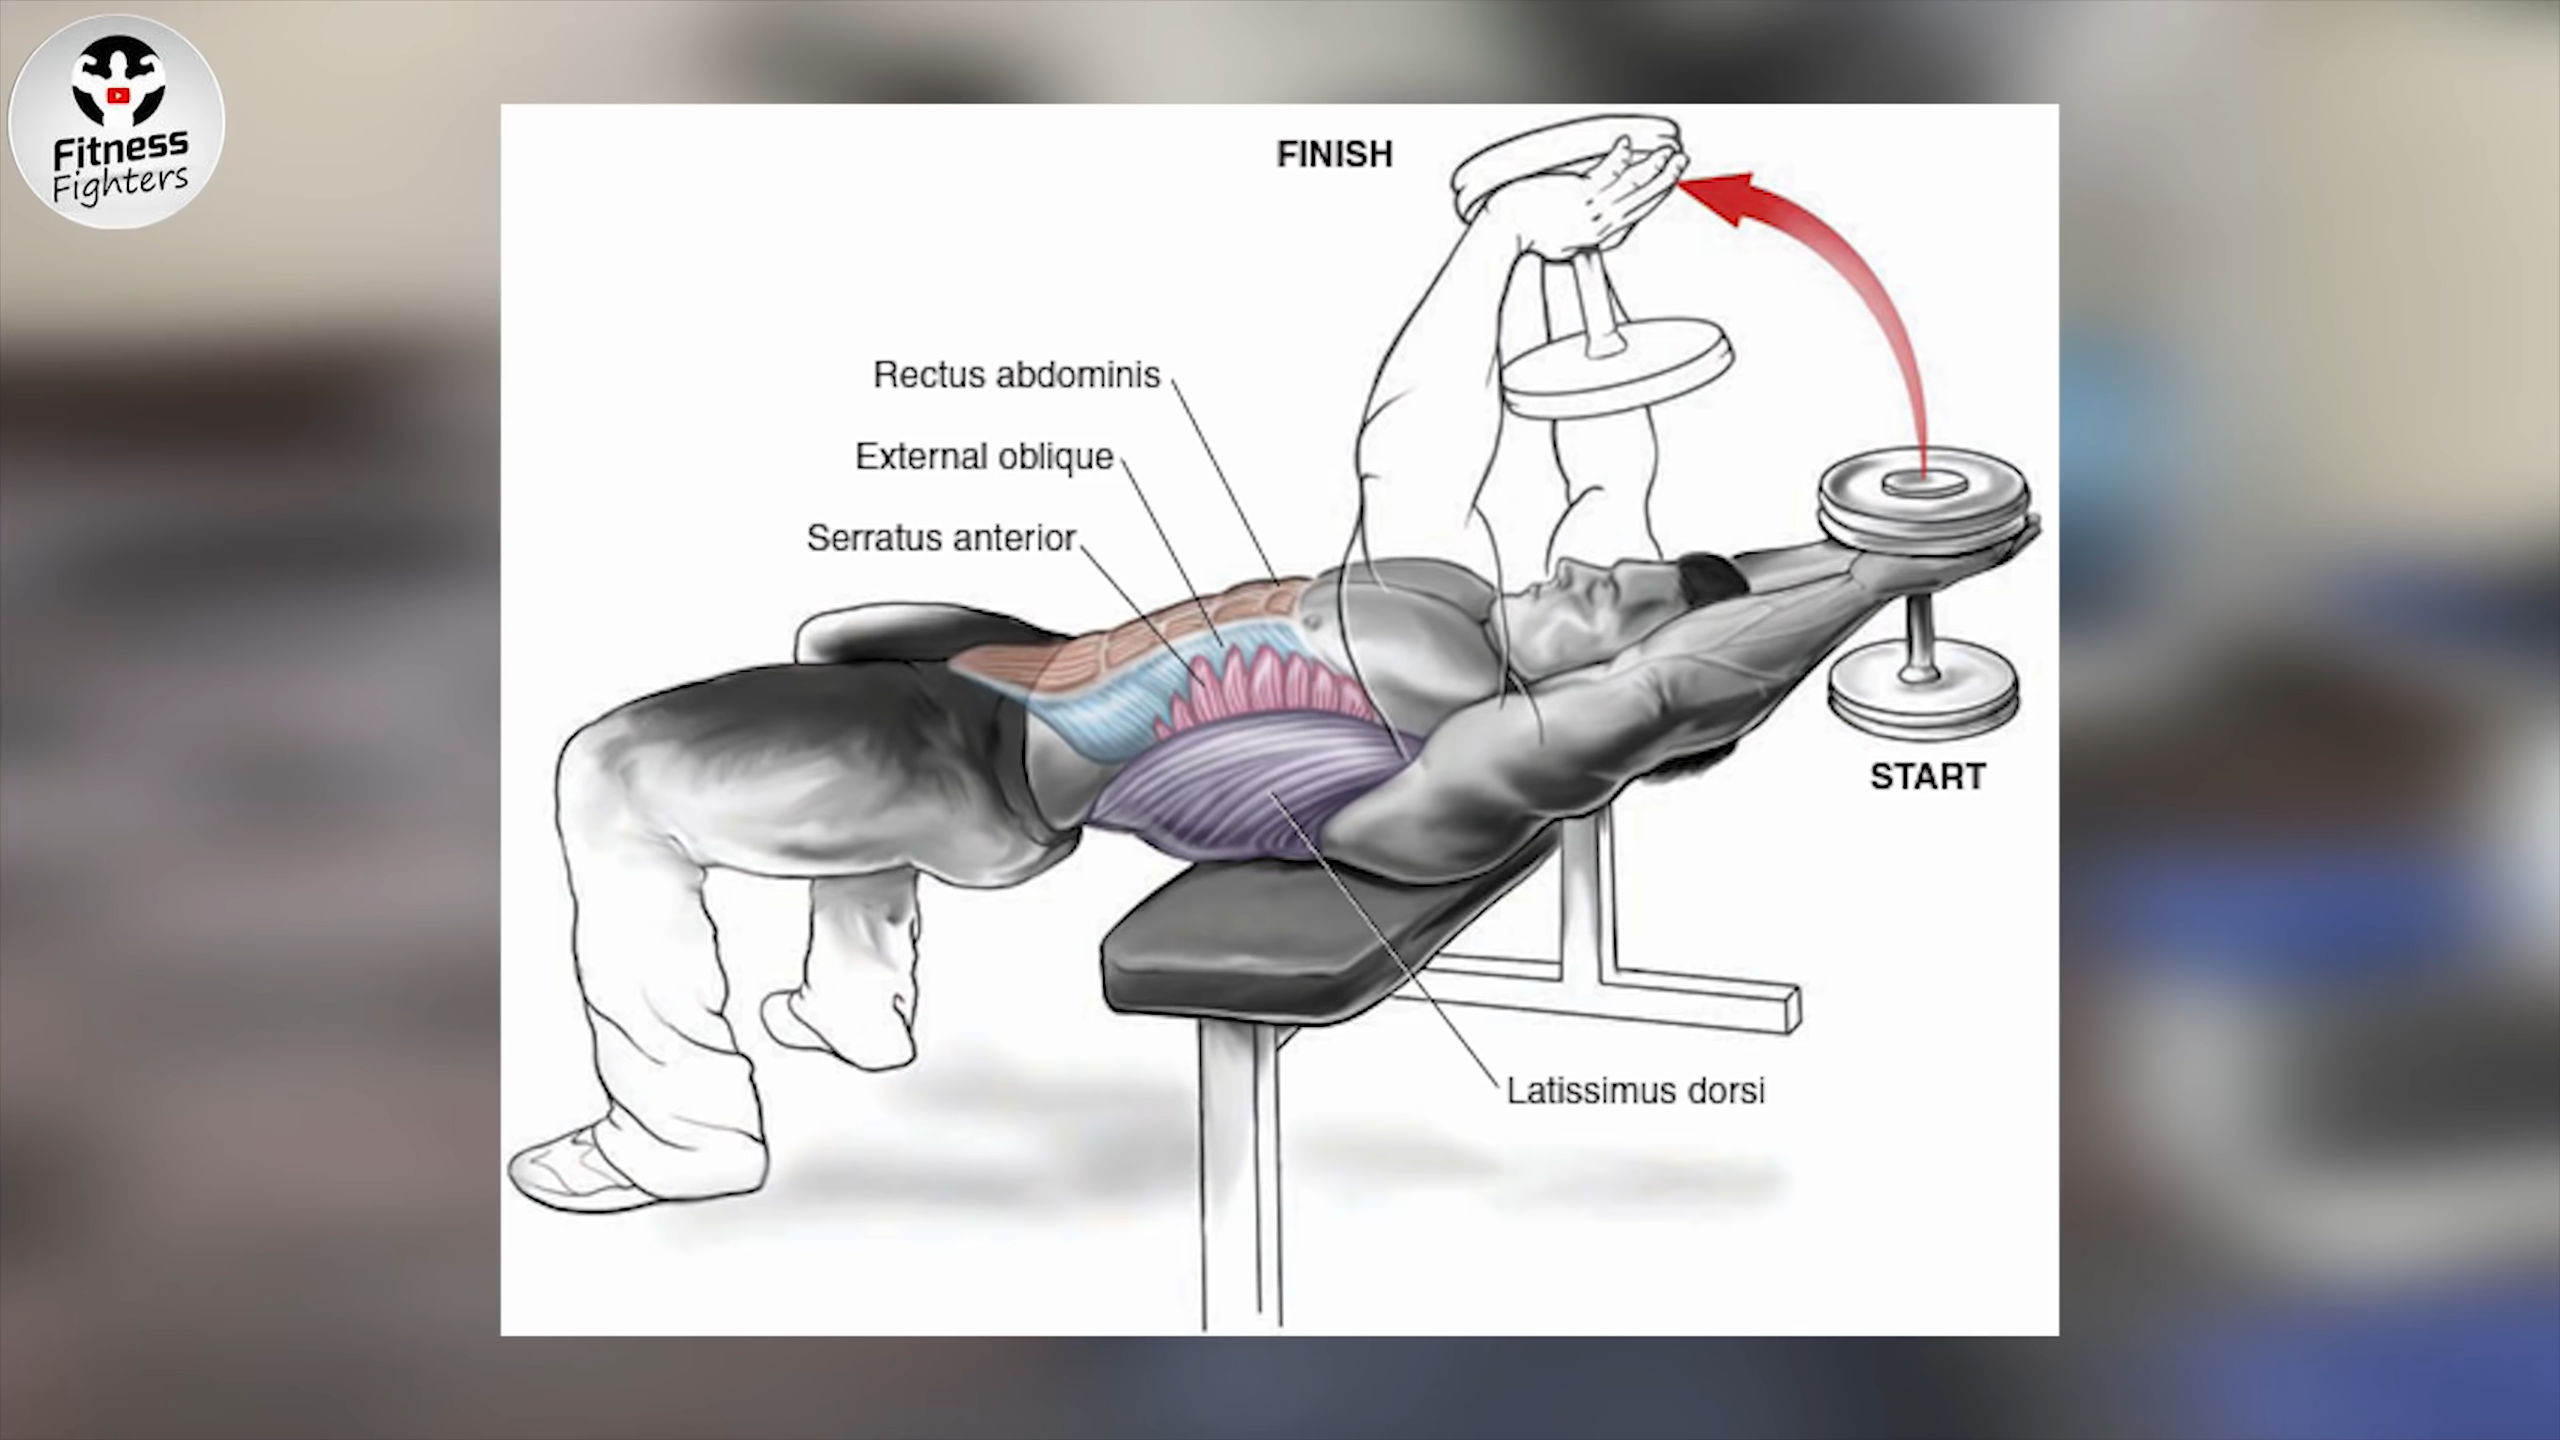 Fitness
Fighters
FINISH
Rectus abdominis
External oblique
Serratus anterior
START
Latissimus dorsi